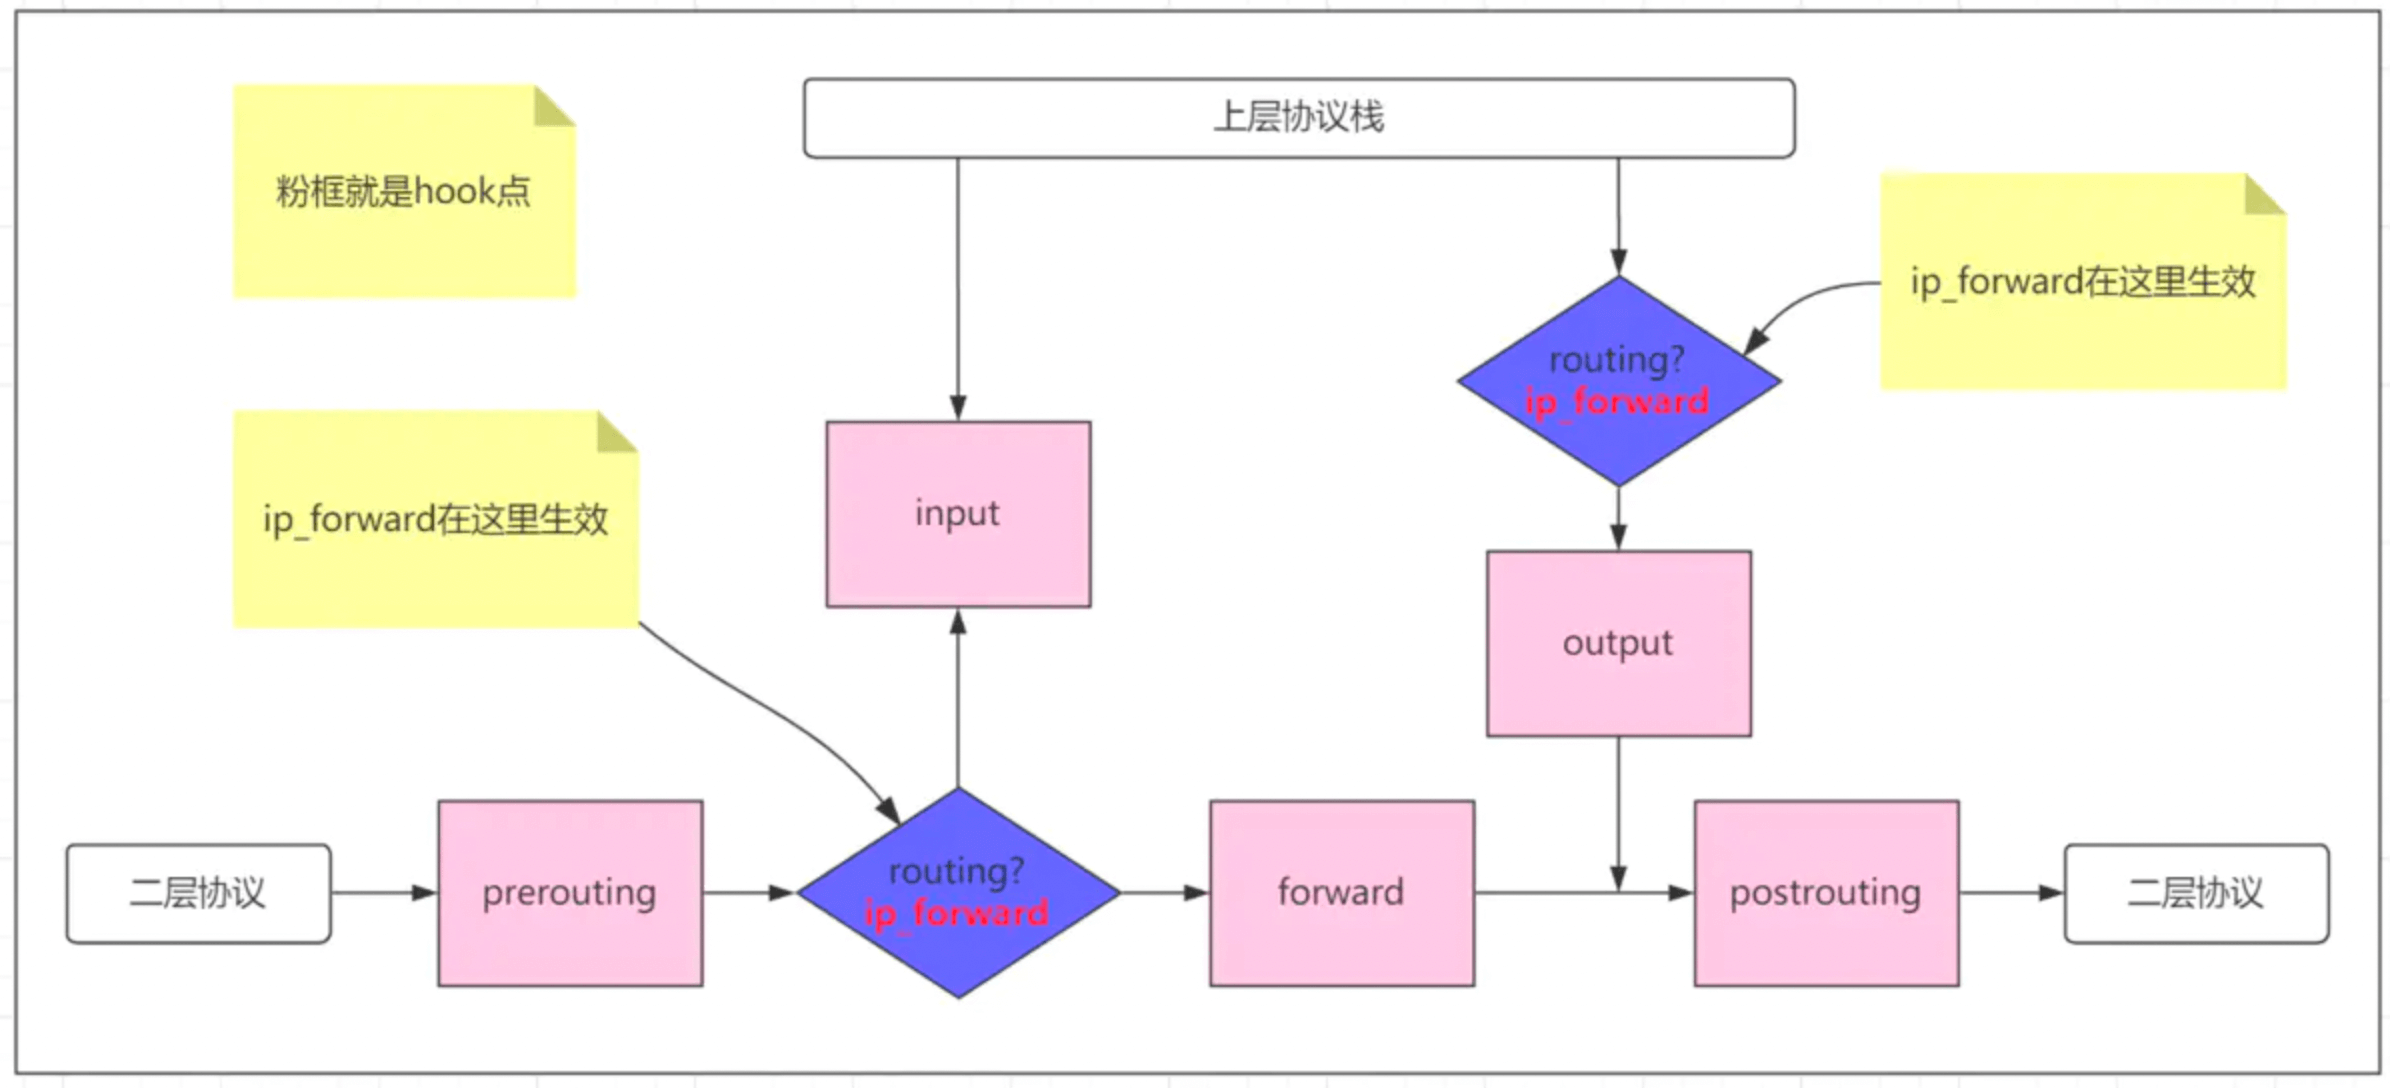 上层协议栈
粉框就是hook点
ip_forward在这里生效
routing?
ip_forward
ip_forward在这里生效
input
output
二层协议
prerouting
routing?
ip_forward
forward
postrouting
二层协议